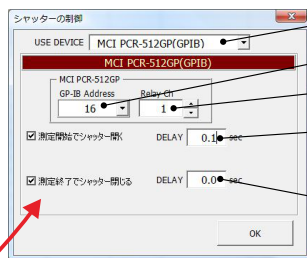 シャッターの制御
USE DEVICE MCI PCR-512GP(GPIB)
MCI PCR-512GP(GPIB)
MCI PCR-512GP
GP-IB Address Relay Ch
16 1
測定開始でシャッター開く DELAY 0.1 sec
測定終了でシャッター閉じる DELAY 0.0 sec
OK